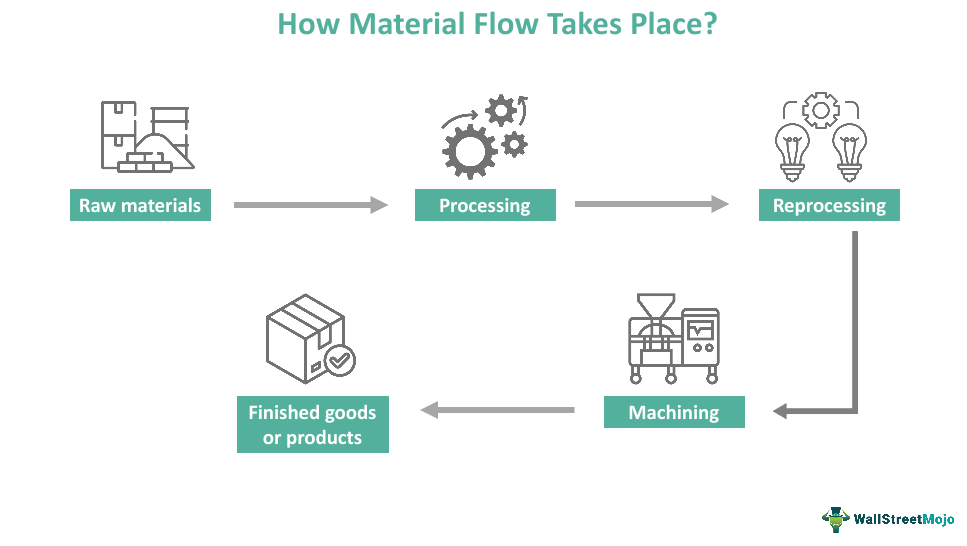 How Material Flow Takes Place?
Raw materials
Processing
Reprocessing
Finished goods
or products
Machining
WallStreetMojo